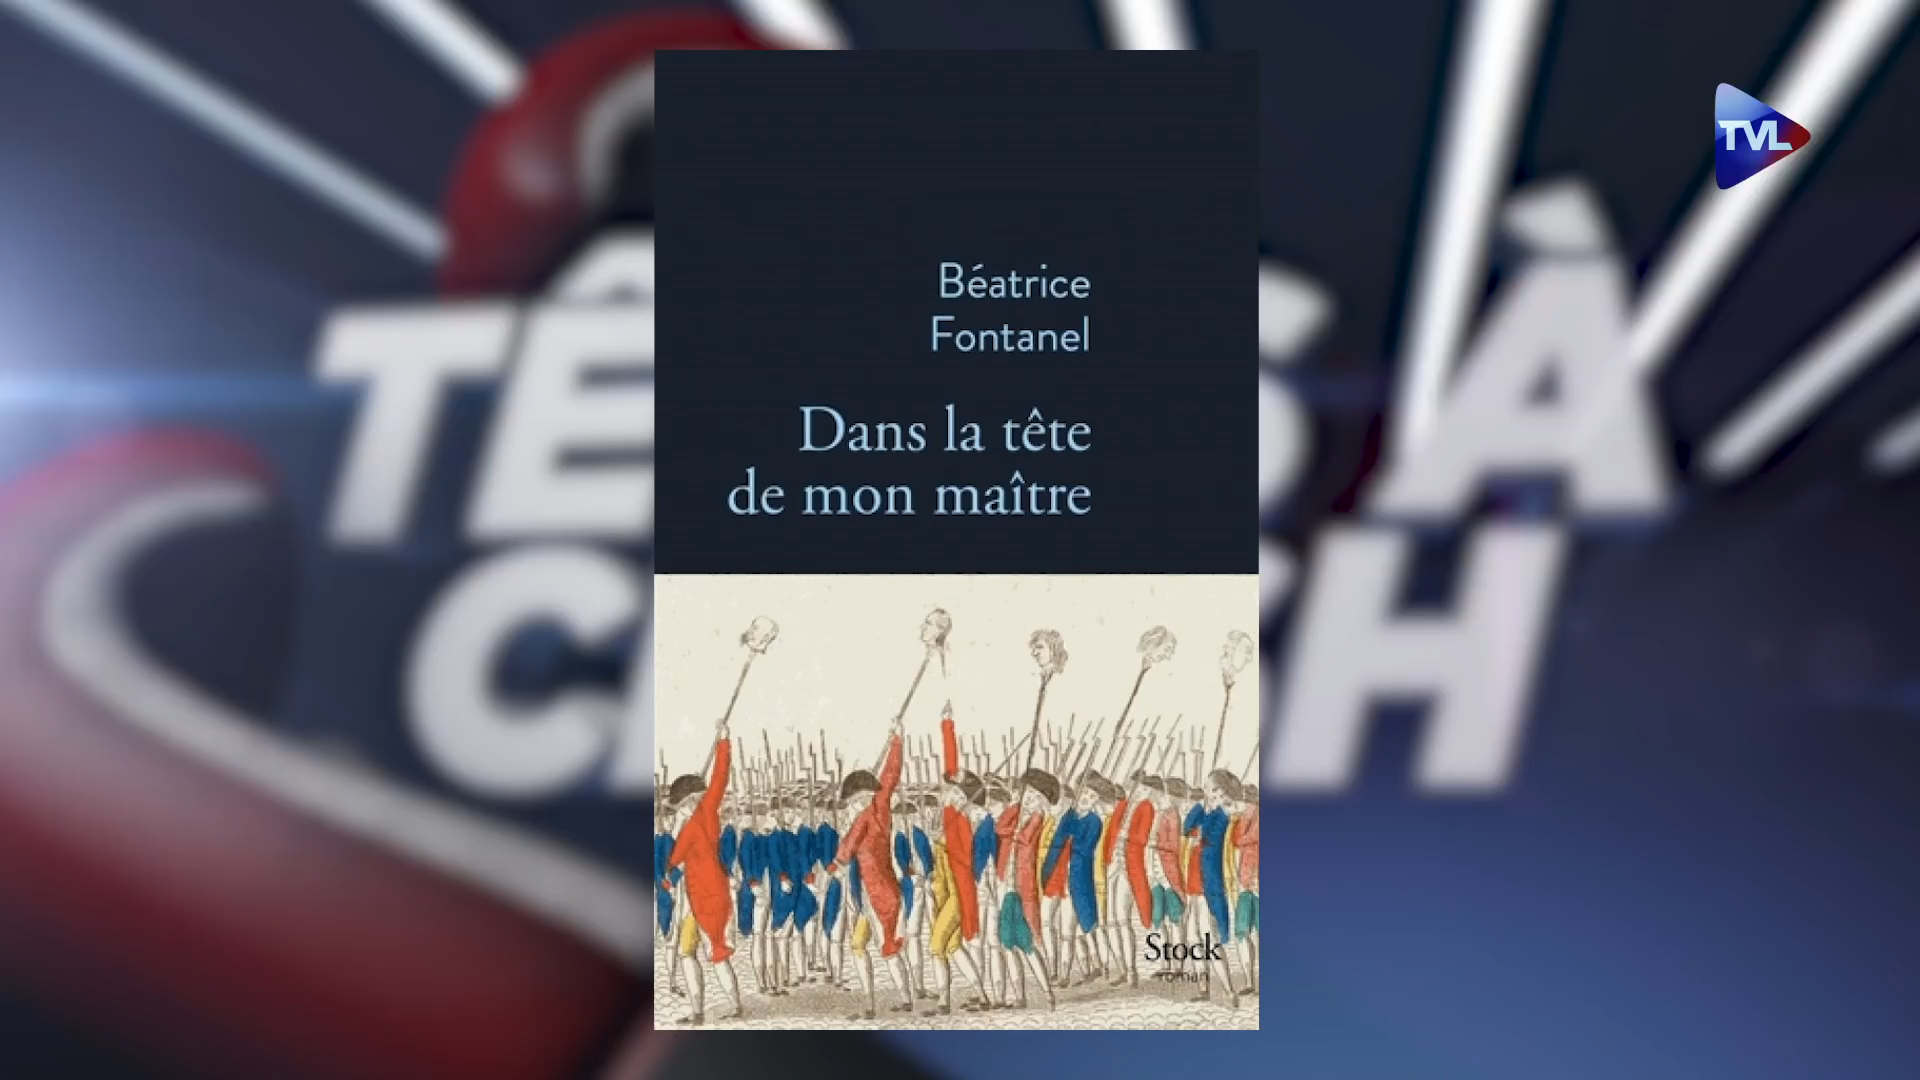 TVL
Béatrice
Fontanel
Dans la tête
de mon maître
Stock
roman